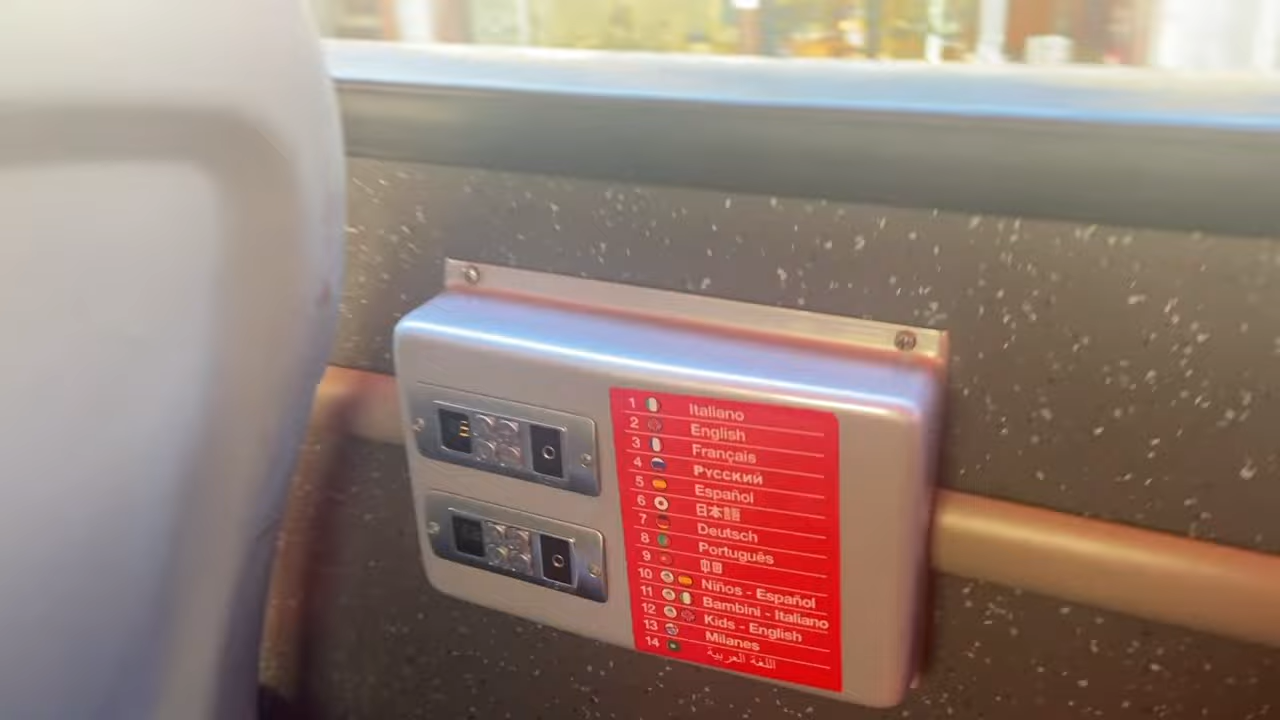 1 Italiano
2 English
3 Français
4 Русский
5 Español
6 日本語
7 Deutsch
8 Português
9 中国
10 Niños - Español
11 Bambini - Italiano
12 Kids - English
13 Milanes
14 اللغة العربية